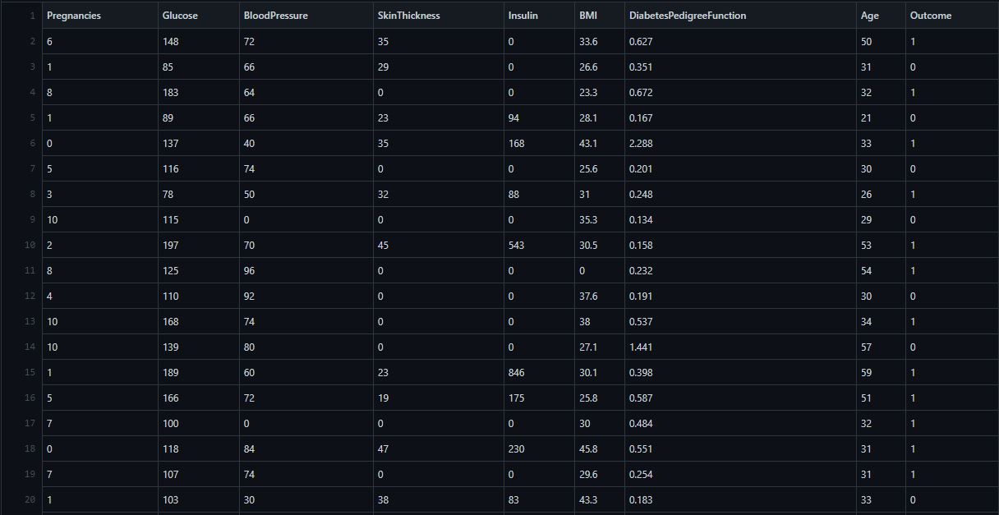 1 Pregnancies Glucose BloodPressure SkinThickness Insulin BMI DiabetesPedigreeFunction Age Outcome
2 6 148 72 35 0 33.6 0.627 50 1
3 1 85 66 29 0 26.6 0.351 31 0
4 8 183 64 0 0 23.3 0.672 32 1
5 1 89 66 23 94 28.1 0.167 21 0
6 0 137 40 35 168 43.1 2.288 33 1
7 5 116 74 0 0 25.6 0.201 30 0
8 3 78 50 32 88 31 0.248 26 1
9 10 115 0 0 0 35.3 0.134 29 0
10 2 197 70 45 543 30.5 0.158 53 1
11 8 125 96 0 0 0 0.232 54 1
12 4 110 92 0 0 37.6 0.191 30 0
13 10 168 74 0 0 38 0.537 34 1
14 10 139 80 0 0 27.1 1.441 57 0
15 1 189 60 23 846 30.1 0.398 59 1
16 5 166 72 19 175 25.8 0.587 51 1
17 7 100 0 0 0 30 0.484 32 1
18 0 118 84 47 230 45.8 0.551 31 1
19 7 107 74 0 0 29.6 0.254 31 1
20 1 103 30 38 83 43.3 0.183 33 0